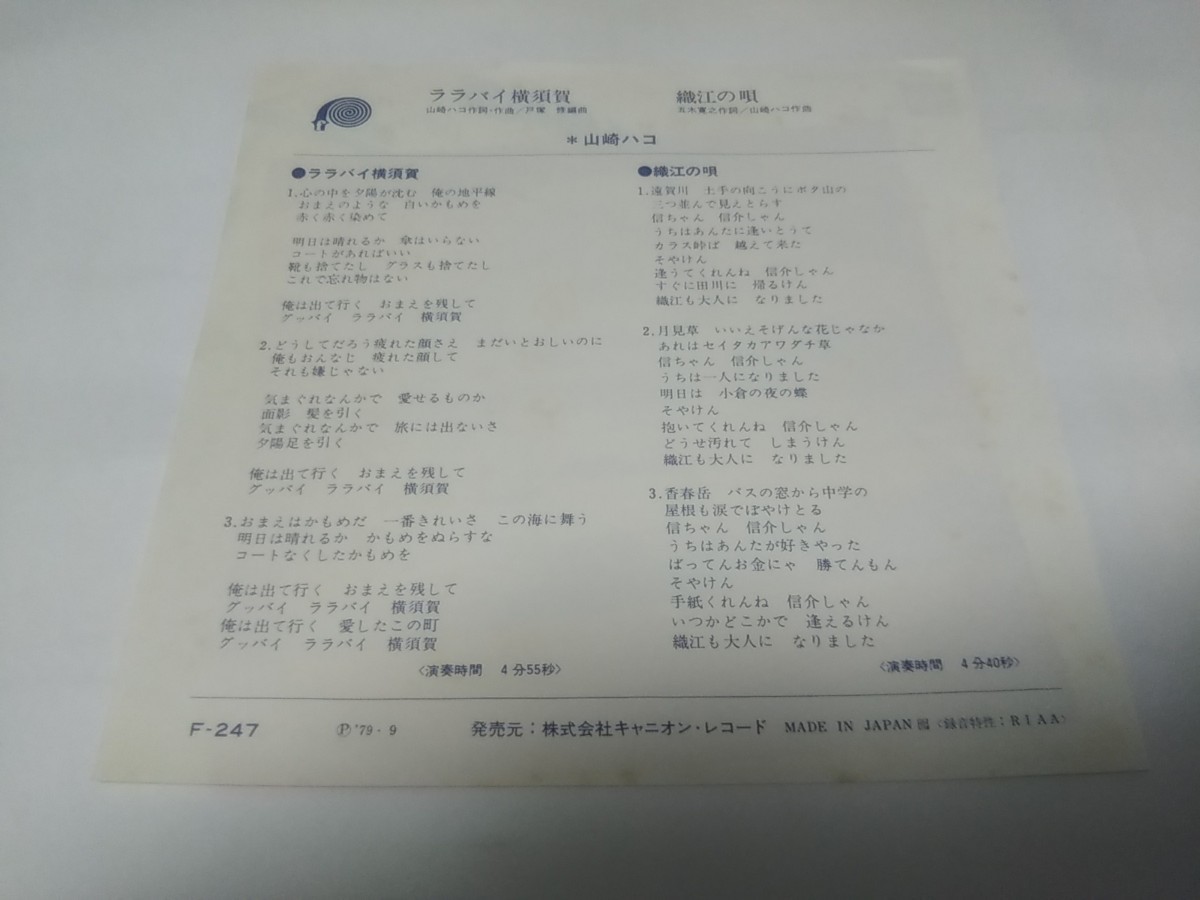 ララバイ横須賀
山崎ハコ作詞・作曲/戸塚 修編曲
織江の唄
五木寛之作詞/山崎ハコ作曲
*山崎ハコ
●ララバイ横須賀
1.心の中を夕陽が沈む 俺の地平線
おまえのような 白いかもめを
赤く赤く染めて
明日は晴れるか 傘はいらない
コートがあればいい
靴も捨てたし グラスも捨てたし
これで忘れ物はない
俺は出て行く おまえを残して
グッバイ ララバイ 横須賀
2.どうしてだろう疲れた顔さえ まだいとおしいのに
俺もおんなじ 疲れた顔して
それも嫌じゃない
気まぐれなんかで 愛せるものか
面影 髪を引く
気まぐれなんかで 旅には出ないさ
夕陽足を引く
俺は出て行く おまえを残して
グッバイ ララバイ 横須賀
3.おまえはかもめだ 一番きれいさ この海に舞う
明日は晴れるか かもめをぬらすな
コートなくしたかもめを
俺は出て行く おまえを残して
グッバイ ララバイ 横須賀
俺は出て行く 愛したこの町
グッバイ ララバイ 横須賀
〈演奏時間 4分55秒〉
●織江の唄
1.遠賀川 土手の向こうにボタ山の
三つ並んで見えとらす
信ちゃん 信介しゃん
うちはあんたに逢いとうて
カラス峠ば 越えて来た
そやけん
逢うてくれんね 信介しゃん
すぐに田川に 帰るけん
織江も大人に なりました
2.月見草 いいえそげんな花じゃなか
あれはセイタカアワダチ草
信ちゃん 信介しゃん
うちは一人になりました
明日は 小倉の夜の蝶
そやけん
抱いてくれんね 信介しゃん
どうせ汚れて しまうけん
織江も大人に なりました
3.香春岳 バスの窓から中学の
屋根も涙でぼやけとる
信ちゃん 信介しゃん
うちはあんたが好きやった
ばってんお金にゃ 勝てんもん
そやけん
手紙くれんね 信介しゃん
いつかどこかで 逢えるけん
織江も大人に なりました
〈演奏時間 4分40秒〉
F-247 Ⓟ'79・9 発売元:株式会社キャニオン・レコード MADE IN JAPAN 〈録音特性:RIAA〉